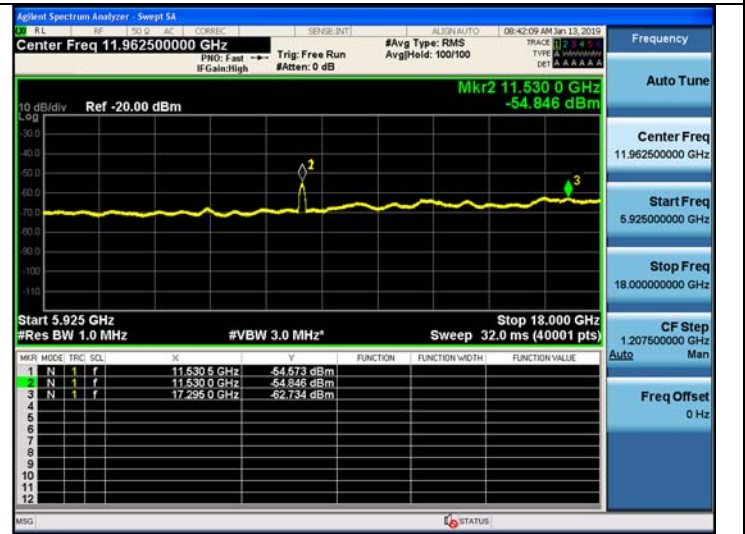 Agilent Spectrum Analyzer - Swept SA
RL RF 50 Ω AC CORREC SENSE:INT ALIGN AUTO 08:42:09 AM Jan 13, 2019
Center Freq 11.962500000 GHz
PNO: Fast
IFGain:High
Trig: Free Run
#Atten: 0 dB
#Avg Type: RMS
Avg|Hold: 100/100
TRACE 1 2 3 4 5 6
TYPE A
DET A A A A A A
Mkr2 11.530 0 GHz
-54.846 dBm
10 dB/div Ref -20.00 dBm
Log
-30.0
-40.0
-50.0
-60.0
-70.0
-80.0
-90.0
-100
-110
2
3
Start 5.925 GHz Stop 18.000 GHz
#Res BW 1.0 MHz #VBW 3.0 MHz* Sweep 32.0 ms (40001 pts)
MKR MODE TRC SCL X Y FUNCTION FUNCTION WIDTH FUNCTION VALUE
1 N 1 f 11.530 5 GHz -54.573 dBm
2 N 1 f 11.530 0 GHz -54.846 dBm
3 N 1 f 17.295 0 GHz -62.734 dBm
4
5
6
7
8
9
10
11
12
MSG STATUS
Frequency
Auto Tune
Center Freq
11.962500000 GHz
Start Freq
5.925000000 GHz
Stop Freq
18.000000000 GHz
CF Step
1.207500000 GHz
Auto Man
Freq Offset
0 Hz